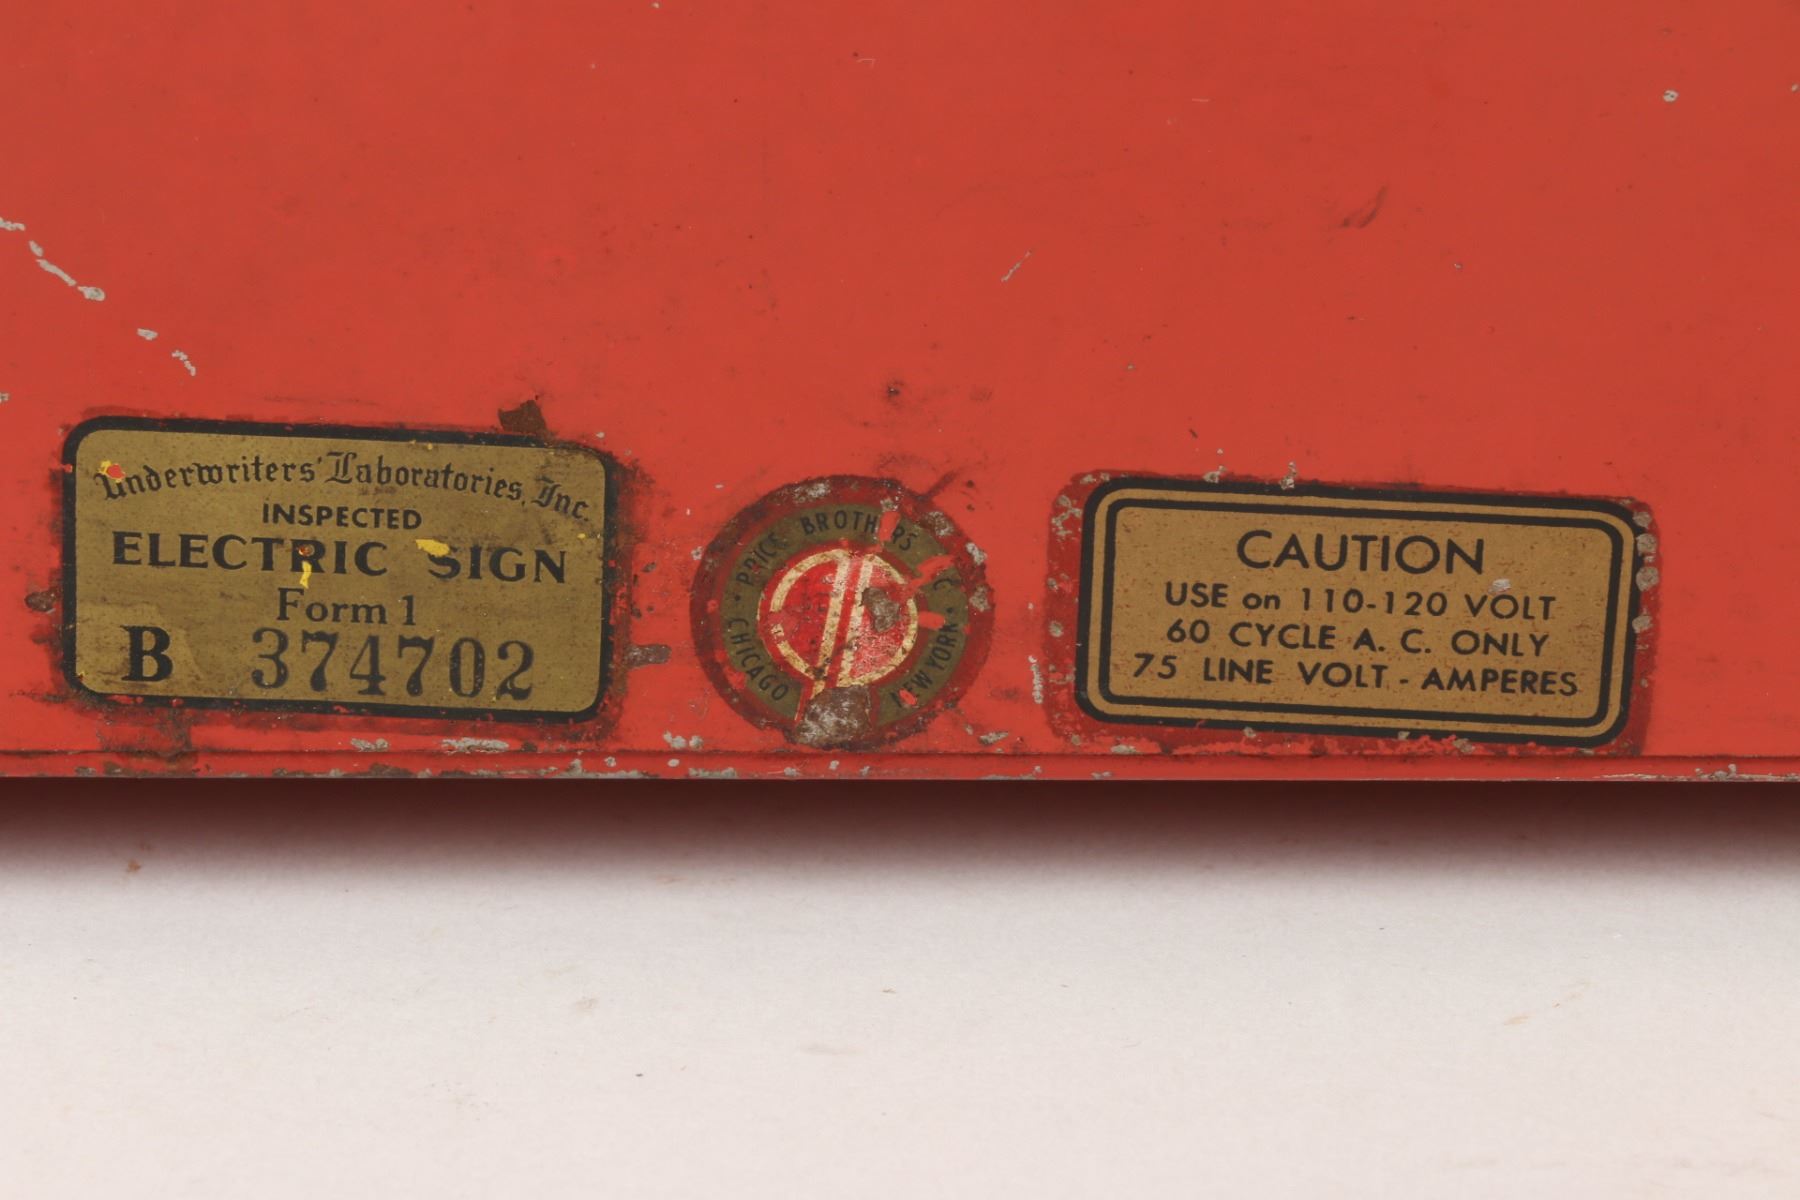 Underwriters' Laboratories, Inc.
INSPECTED
ELECTRIC SIGN
Form 1
B 374702
PRICE BROTHERS
CHICAGO
NEW YORK
CAUTION
USE on 110-120 VOLT
60 CYCLE A. C. ONLY
75 LINE VOLT - AMPERES